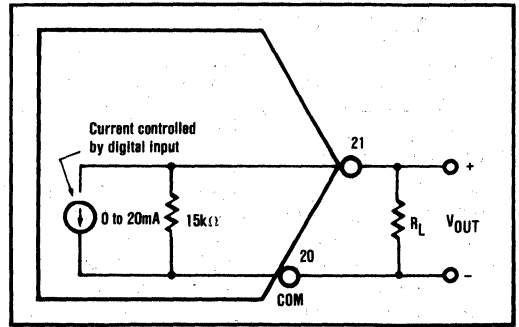 Current controlled
by digital input
0 to 20mA
15kΩ
21
+
R_L
V_OUT
20
COM
−